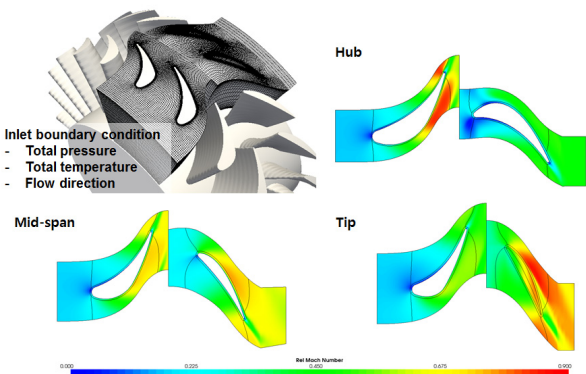 Hub
Inlet boundary condition
- Total pressure
- Total temperature
- Flow direction
Mid-span
Tip
Rel Mach Number
0.000 0.225 0.450 0.675 0.900